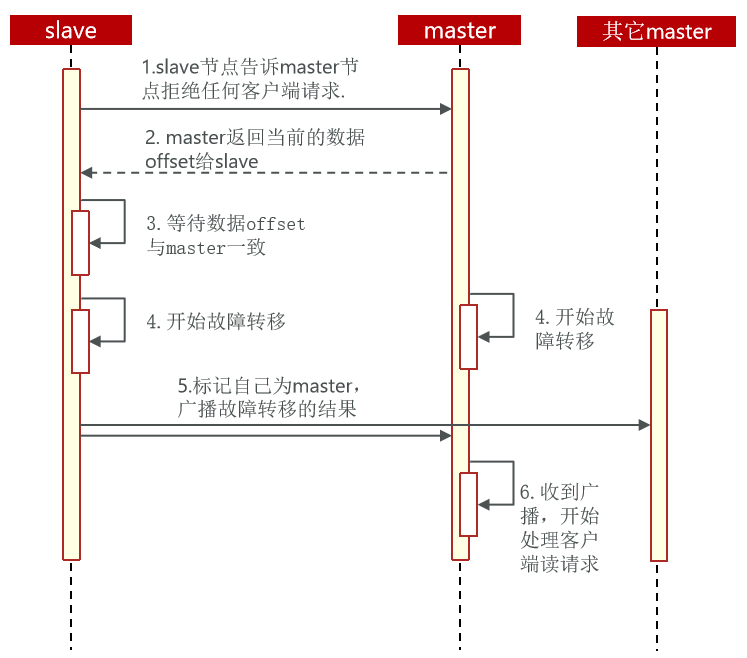 slave
master
其它master
1.slave节点告诉master节
点拒绝任何客户端请求.
2. master返回当前的数据
offset给slave
3. 等待数据offset
与master一致
4. 开始故障转移
4. 开始故
障转移
5.标记自己为master，
广播故障转移的结果
6. 收到广
播，开始
处理客户
端读请求